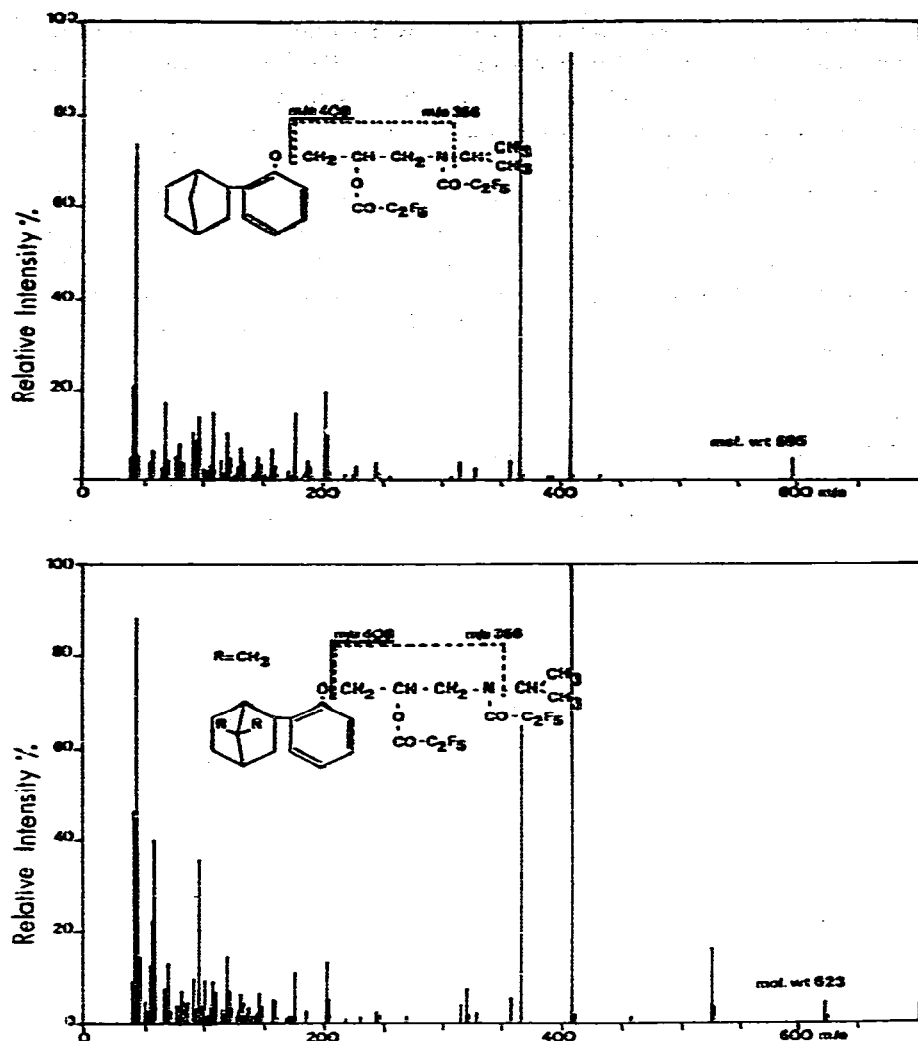 100
80
60
40
20
0
Relative Intensity %
m/e 408
m/e 366
O
CH2-CH-CH2-N-CH
CH3
CH3
O
CO-C2F5
CO-C2F5
mol. wt 595
0
200
400
600 m/e
100
80
60
40
20
0
Relative Intensity %
R=CH3
m/e 408
m/e 366
O
CH2-CH-CH2-N-CH
CH3
CH3
R
R
O
CO-C2F5
CO-C2F5
mol. wt 623
0
200
400
600 m/e